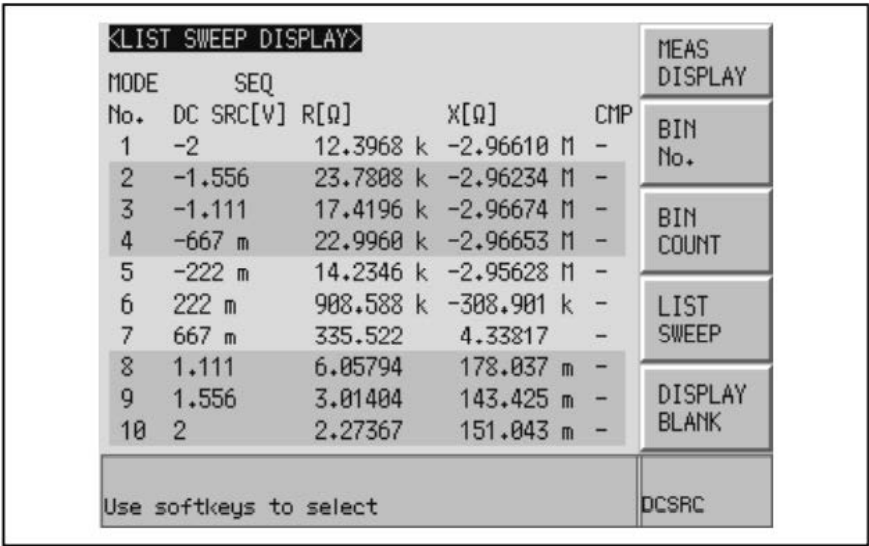 <LIST SWEEP DISPLAY>
MODE SEQ
No. DC SRC[V] R[Ω] X[Ω] CMP
1 -2 12.3968 k -2.96610 M -
2 -1.556 23.7808 k -2.96234 M -
3 -1.111 17.4196 k -2.96674 M -
4 -667 m 22.9960 k -2.96653 M -
5 -222 m 14.2346 k -2.95628 M -
6 222 m 908.588 k -308.901 k -
7 667 m 335.522 4.33817 -
8 1.111 6.05794 178.037 m -
9 1.556 3.01404 143.425 m -
10 2 2.27367 151.043 m -
Use softkeys to select
MEAS
DISPLAY
BIN
No.
BIN
COUNT
LIST
SWEEP
DISPLAY
BLANK
DCSRC